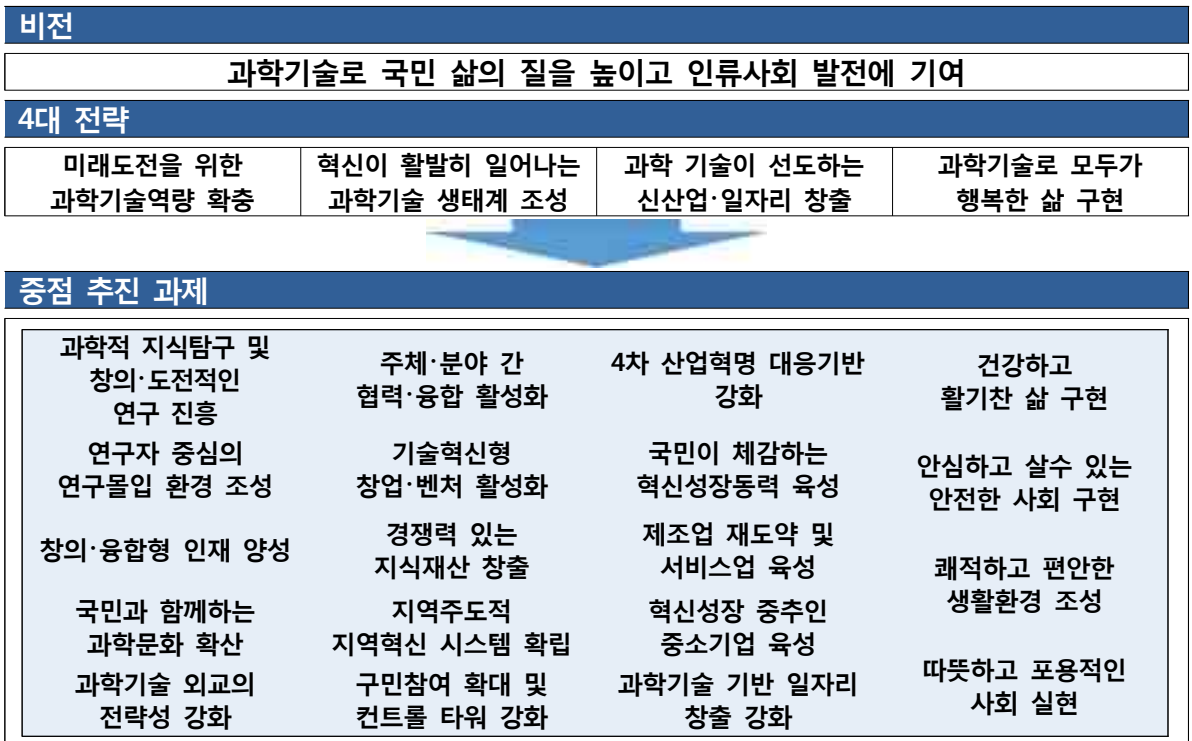 비전
과학기술로 국민 삶의 질을 높이고 인류사회 발전에 기여
4대 전략
미래도전을 위한
과학기술역량 확충
혁신이 활발히 일어나는
과학기술 생태계 조성
과학 기술이 선도하는
신산업·일자리 창출
과학기술로 모두가
행복한 삶 구현
중점 추진 과제
과학적 지식탐구 및
창의·도전적인
연구 진흥
연구자 중심의
연구몰입 환경 조성
창의·융합형 인재 양성
국민과 함께하는
과학문화 확산
과학기술 외교의
전략성 강화
주체·분야 간
협력·융합 활성화
기술혁신형
창업·벤처 활성화
경쟁력 있는
지식재산 창출
지역주도적
지역혁신 시스템 확립
구민참여 확대 및
컨트롤 타워 강화
4차 산업혁명 대응기반
강화
국민이 체감하는
혁신성장동력 육성
제조업 재도약 및
서비스업 육성
혁신성장 중추인
중소기업 육성
과학기술 기반 일자리
창출 강화
건강하고
활기찬 삶 구현
안심하고 살수 있는
안전한 사회 구현
쾌적하고 편안한
생활환경 조성
따뜻하고 포용적인
사회 실현